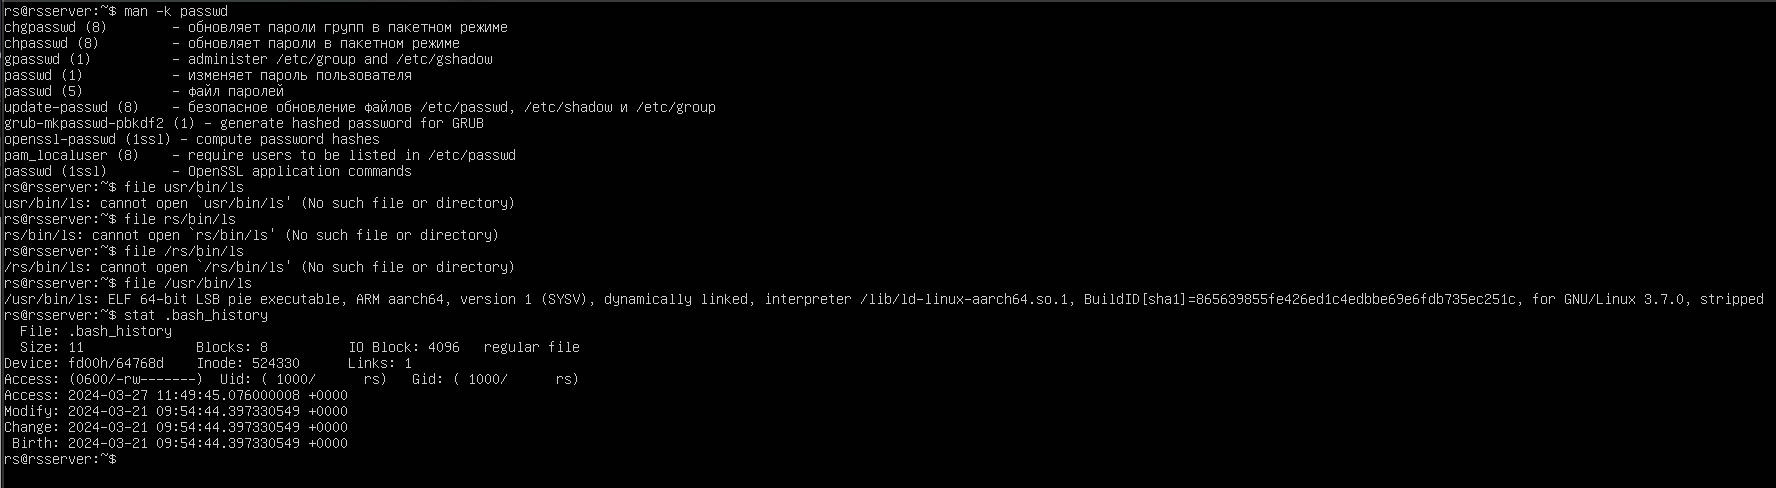 rs@rsserver:~$ man -k passwd
chgpasswd (8)        - обновляет пароли групп в пакетном режиме
chpasswd (8)         - обновляет пароли в пакетном режиме
gpasswd (1)          - administer /etc/group and /etc/gshadow
passwd (1)           - изменяет пароль пользователя
passwd (5)           - файл паролей
update-passwd (8)    - безопасное обновление файлов /etc/passwd, /etc/shadow и /etc/group
grub-mkpasswd-pbkdf2 (1) - generate hashed password for GRUB
openssl-passwd (1ssl) - compute password hashes
pam_localuser (8)    - require users to be listed in /etc/passwd
passwd (1ssl)        - OpenSSL application commands
rs@rsserver:~$ file usr/bin/ls
usr/bin/ls: cannot open `usr/bin/ls' (No such file or directory)
rs@rsserver:~$ file rs/bin/ls
rs/bin/ls: cannot open `rs/bin/ls' (No such file or directory)
rs@rsserver:~$ file /rs/bin/ls
/rs/bin/ls: cannot open `/rs/bin/ls' (No such file or directory)
rs@rsserver:~$ file /usr/bin/ls
/usr/bin/ls: ELF 64-bit LSB pie executable, ARM aarch64, version 1 (SYSV), dynamically linked, interpreter /lib/ld-linux-aarch64.so.1, BuildID[sha1]=865639855fe426ed1c4edbbe69e6fdb735ec251c, for GNU/Linux 3.7.0, stripped
rs@rsserver:~$ stat .bash_history
  File: .bash_history
  Size: 11              Blocks: 8          IO Block: 4096   regular file
Device: fd00h/64768d    Inode: 524330      Links: 1
Access: (0600/-rw-------)  Uid: ( 1000/      rs)   Gid: ( 1000/      rs)
Access: 2024-03-27 11:49:45.076000008 +0000
Modify: 2024-03-21 09:54:44.397330549 +0000
Change: 2024-03-21 09:54:44.397330549 +0000
 Birth: 2024-03-21 09:54:44.397330549 +0000
rs@rsserver:~$